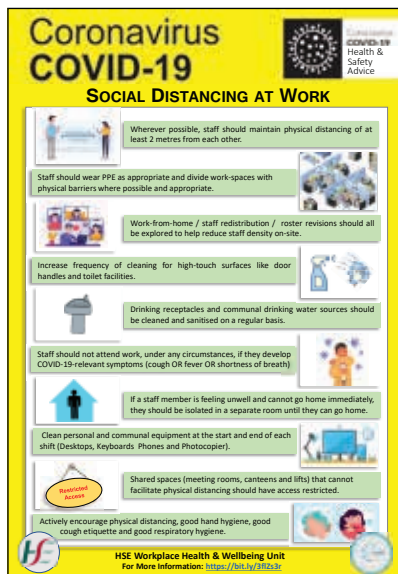 Coronavirus
COVID-19
Coronavirus
COVID-19
Health &
Safety
Advice
SOCIAL DISTANCING AT WORK
Wherever possible, staff should maintain physical distancing of at
least 2 metres from each other.
Staff should wear PPE as appropriate and divide work-spaces with
physical barriers where possible and appropriate.
Work-from-home / staff redistribution / roster revisions should all
be explored to help reduce staff density on-site.
Increase frequency of cleaning for high-touch surfaces like door
handles and toilet facilities.
Drinking receptacles and communal drinking water sources should
be cleaned and sanitised on a regular basis.
Staff should not attend work, under any circumstances, if they develop
COVID-19-relevant symptoms (cough OR fever OR shortness of breath)
If a staff member is feeling unwell and cannot go home immediately,
they should be isolated in a separate room until they can go home.
Clean personal and communal equipment at the start and end of each
shift (Desktops, Keyboards Phones and Photocopier).
Restricted
Access
Shared spaces (meeting rooms, canteens and lifts) that cannot
facilitate physical distancing should have access restricted.
Actively encourage physical distancing, good hand hygiene, good
cough etiquette and good respiratory hygiene.
HSE Workplace Health & Wellbeing Unit
For More Information: https://bit.ly/3flZs3r